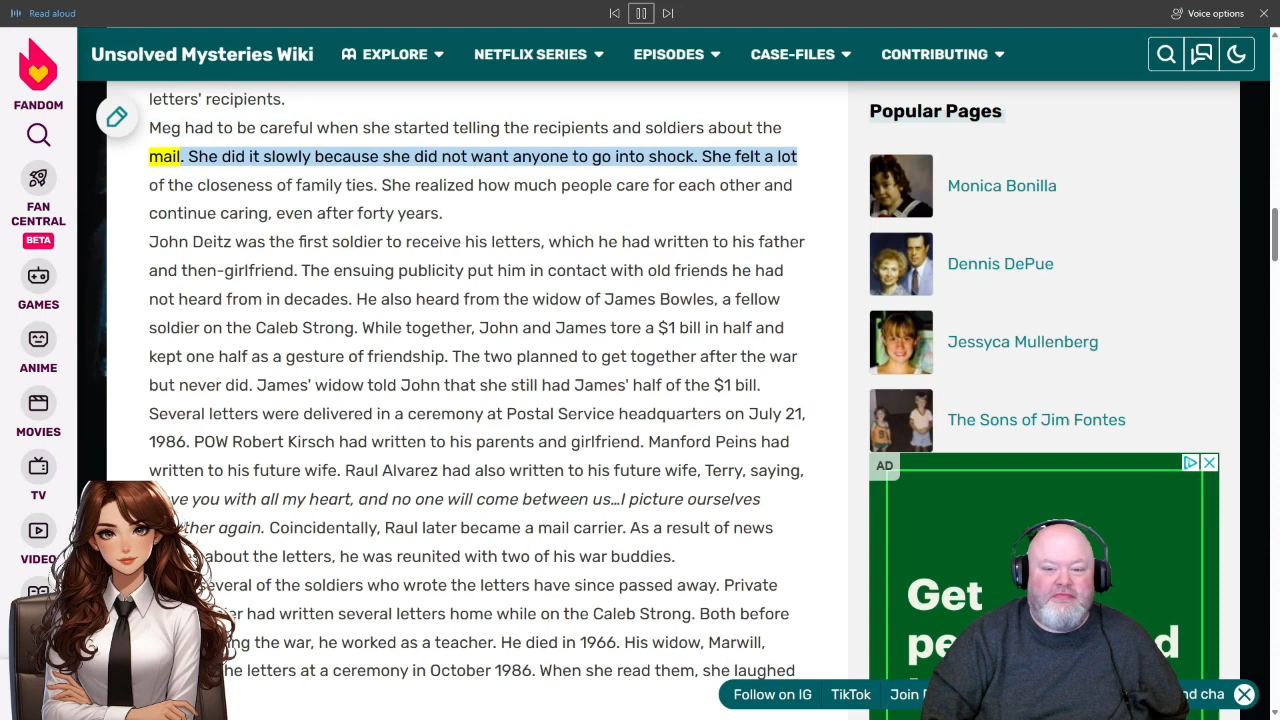 Read aloud
Voice options
Unsolved Mysteries Wiki
EXPLORE
NETFLIX SERIES
EPISODES
CASE-FILES
CONTRIBUTING
FANDOM
FAN CENTRAL
BETA
GAMES
ANIME
MOVIES
TV
VIDEO
letters' recipients.
Meg had to be careful when she started telling the recipients and soldiers about the
mail. She did it slowly because she did not want anyone to go into shock. She felt a lot
of the closeness of family ties. She realized how much people care for each other and
continue caring, even after forty years.
John Deitz was the first soldier to receive his letters, which he had written to his father
and then-girlfriend. The ensuing publicity put him in contact with old friends he had
not heard from in decades. He also heard from the widow of James Bowles, a fellow
soldier on the Caleb Strong. While together, John and James tore a $1 bill in half and
kept one half as a gesture of friendship. The two planned to get together after the war
but never did. James' widow told John that she still had James' half of the $1 bill.
Several letters were delivered in a ceremony at Postal Service headquarters on July 21,
1986. POW Robert Kirsch had written to his parents and girlfriend. Manford Peins had
written to his future wife. Raul Alvarez had also written to his future wife, Terry, saying,
you with all my heart, and no one will come between us…I picture ourselves
again. Coincidentally, Raul later became a mail carrier. As a result of news
about the letters, he was reunited with two of his war buddies.
several of the soldiers who wrote the letters have since passed away. Private
had written several letters home while on the Caleb Strong. Both before
the war, he worked as a teacher. He died in 1966. His widow, Marwill,
letters at a ceremony in October 1986. When she read them, she laughed
Popular Pages
Monica Bonilla
Dennis DePue
Jessyca Mullenberg
The Sons of Jim Fontes
AD
Get
Follow on IG
TikTok
Join